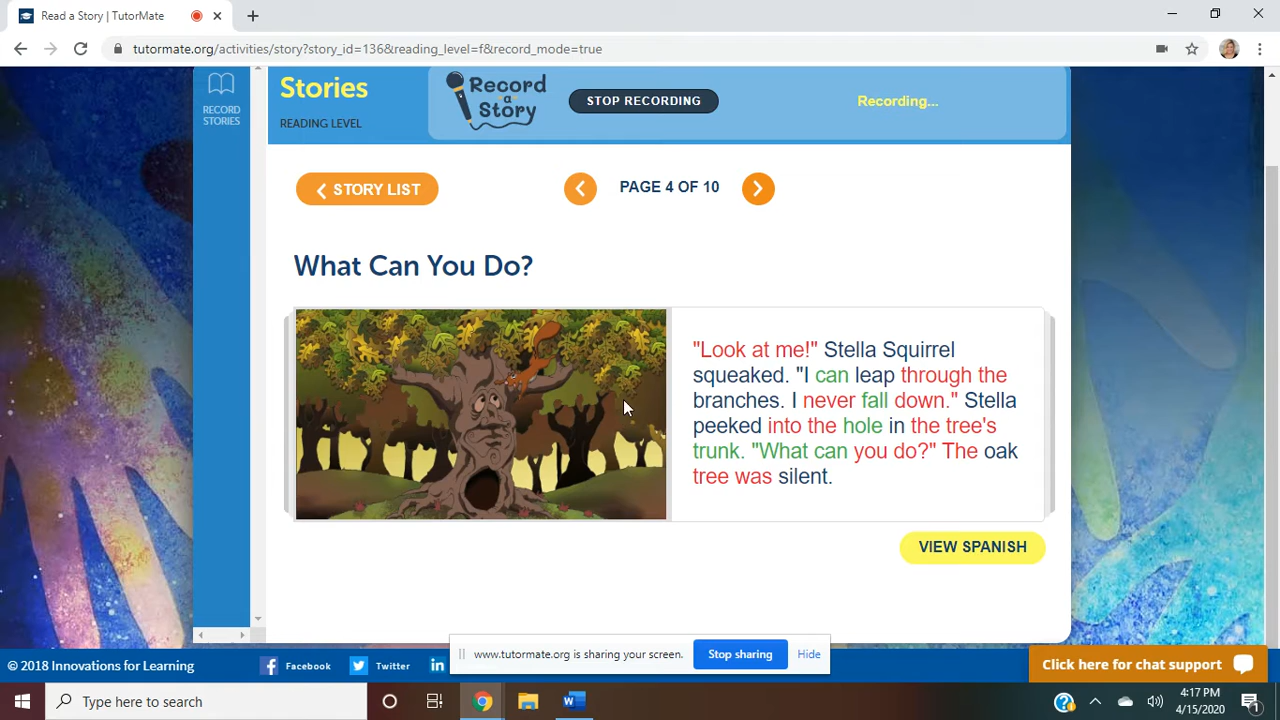 Read a Story | TutorMate
tutormate.org/activities/story?story_id=136&reading_level=f&record_mode=true
RECORD
STORIES
Stories
READING LEVEL
Record
a
Story
STOP RECORDING
Recording...
STORY LIST
PAGE 4 OF 10
What Can You Do?
"Look at me!" Stella Squirrel
squeaked. "I can leap through the
branches. I never fall down." Stella
peeked into the hole in the tree's
trunk. "What can you do?" The oak
tree was silent.
VIEW SPANISH
www.tutormate.org is sharing your screen.
Stop sharing
Hide
© 2018 Innovations for Learning
Facebook
Twitter
in
Click here for chat support
Type here to search
4:17 PM
4/15/2020
1